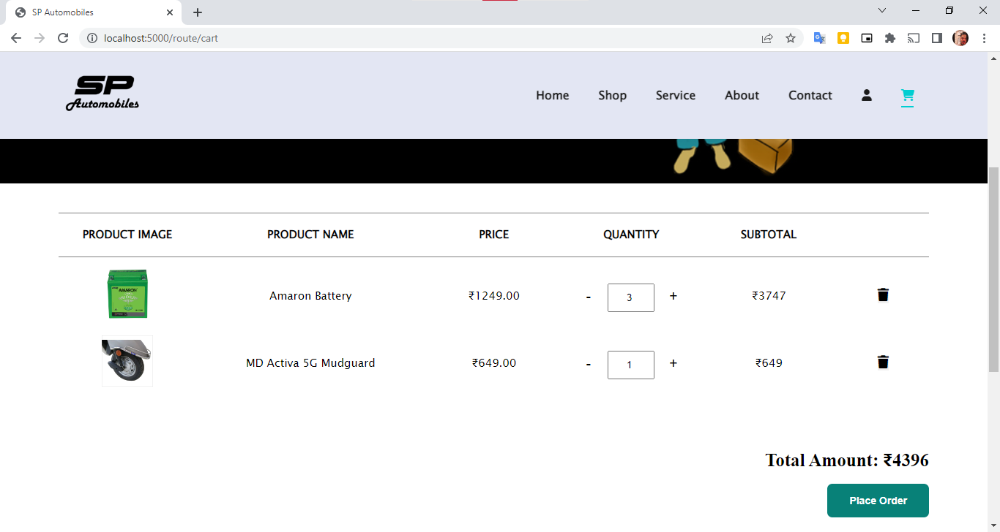 SP Automobiles
localhost:5000/route/cart
SP
Automobiles
Home Shop Service About Contact
PRODUCT IMAGE PRODUCT NAME PRICE QUANTITY SUBTOTAL
AMARON
Amaron Battery ₹1249.00 - 3 + ₹3747
MD Activa 5G Mudguard ₹649.00 - 1 + ₹649
Total Amount: ₹4396
Place Order